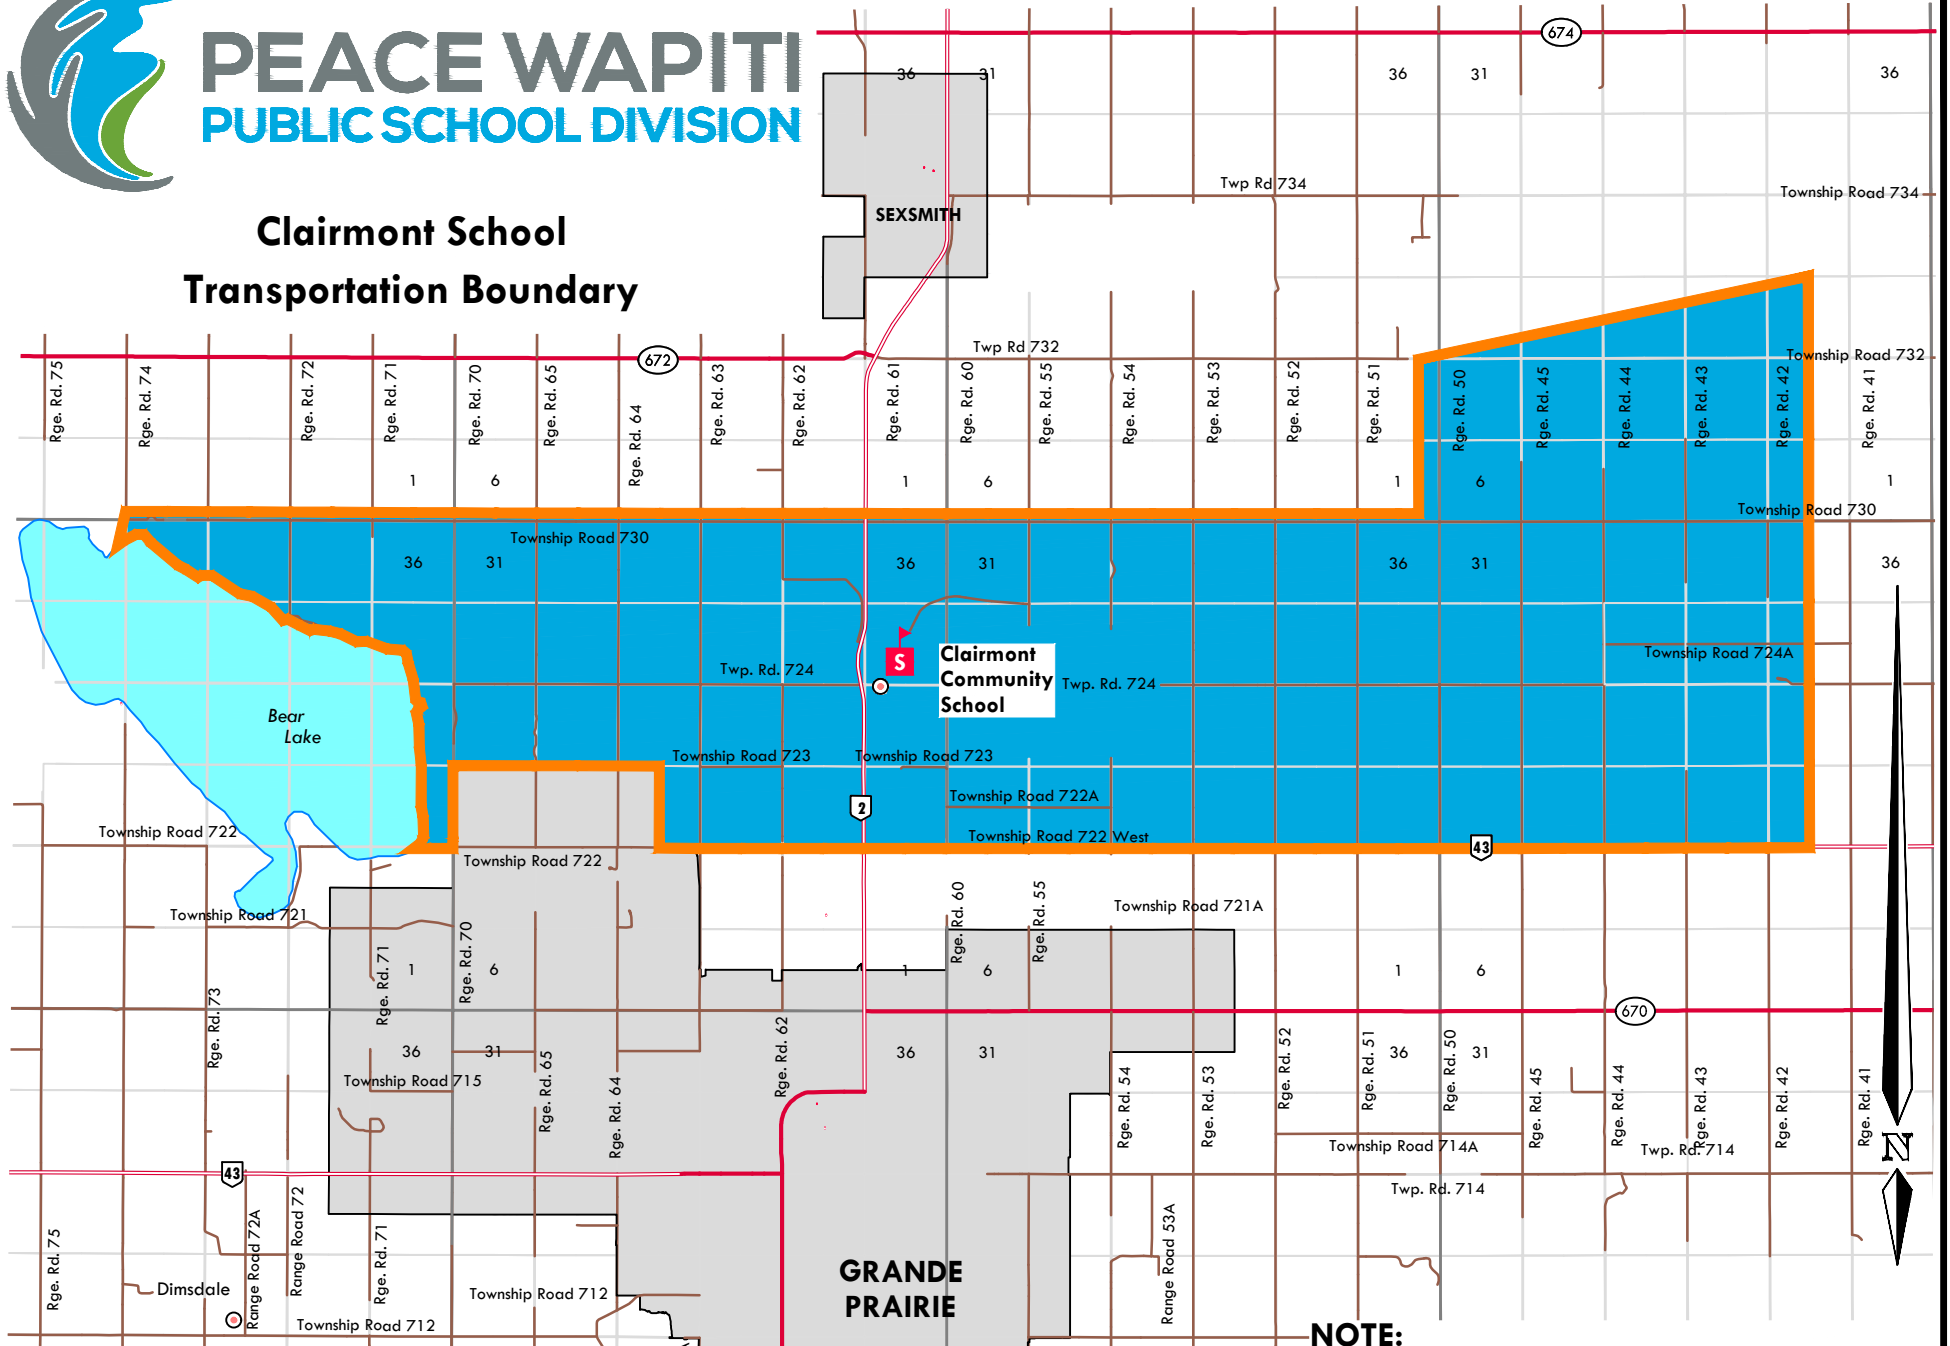 PEACE WAPITI
PUBLIC SCHOOL DIVISION
Clairmont School
Transportation Boundary
674
36 31 36 31 36
Twp Rd 734
Township Road 734
SEXSMITH
672
Twp Rd 732
Township Road 732
Rge. Rd. 75
Rge. Rd. 74
Rge. Rd. 72
Rge. Rd. 71
Rge. Rd. 70
Rge. Rd. 65
Rge. Rd. 64
Rge. Rd. 63
Rge. Rd. 62
Rge. Rd. 61
Rge. Rd. 60
Rge. Rd. 55
Rge. Rd. 54
Rge. Rd. 53
Rge. Rd. 52
Rge. Rd. 51
Rge. Rd. 50
Rge. Rd. 45
Rge. Rd. 44
Rge. Rd. 43
Rge. Rd. 42
Rge. Rd. 41
1 6 1 6 1 6 1
Township Road 730
Township Road 730
36 31 36 31 36 31 36
S
Clairmont
Community
School
Township Road 724A
Twp. Rd. 724
Twp. Rd. 724
Bear
Lake
Township Road 723
Township Road 723
2
Township Road 722A
Township Road 722
Township Road 722 West
43
Township Road 722
Township Road 721
Township Road 721A
Rge. Rd. 60
Rge. Rd. 55
Rge. Rd. 71
Rge. Rd. 70
1 6 1 6 1 6
Rge. Rd. 73
670
Rge. Rd. 62
36 31 36 31 36 31
Township Road 715
Rge. Rd. 65
Rge. Rd. 64
Rge. Rd. 54
Rge. Rd. 53
Rge. Rd. 52
Rge. Rd. 51
Rge. Rd. 50
Rge. Rd. 45
Rge. Rd. 44
Rge. Rd. 43
Rge. Rd. 42
Rge. Rd. 41
N
Township Road 714A
Twp. Rd. 714
43
Twp. Rd. 714
Rge. Rd. 75
Range Road 72A
Range Road 72
Rge. Rd. 71
Range Road 53A
GRANDE
PRAIRIE
Dimsdale
Township Road 712
Township Road 712
NOTE: